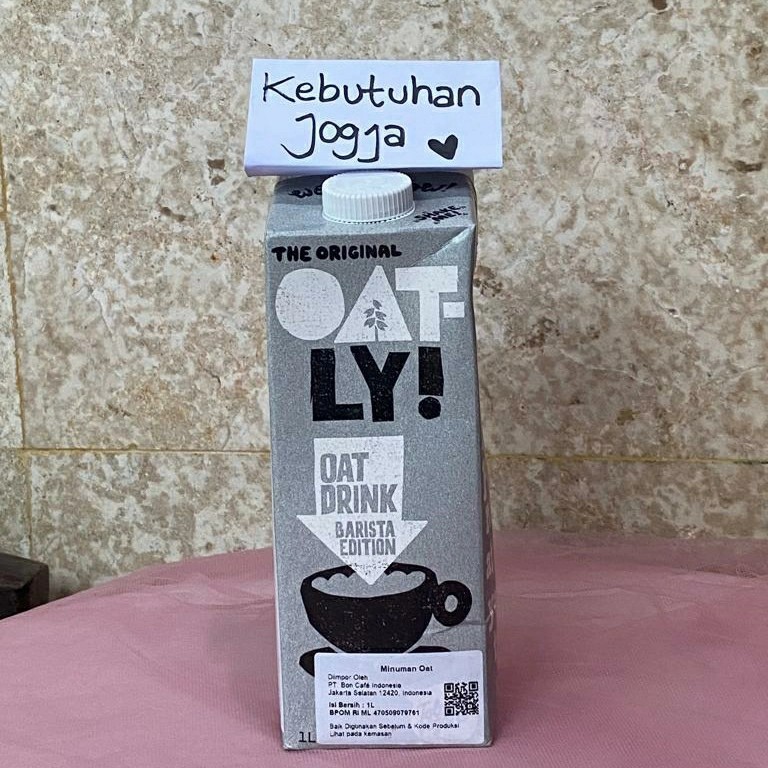 Kebutuhan
Jogja
SHAKE
ME!
THE ORIGINAL
OAT-
LY!
OAT
DRINK
BARISTA
EDITION
Minuman Oat
Diimpor Oleh
PT. Bon Café Indonesia
Jakarta Selatan 12420, Indonesia
Isi Bersih : 1L
BPOM RI ML 470509079761
Baik Digunakan Sebelum & Kode Produksi
Lihat pada kemasan
1L